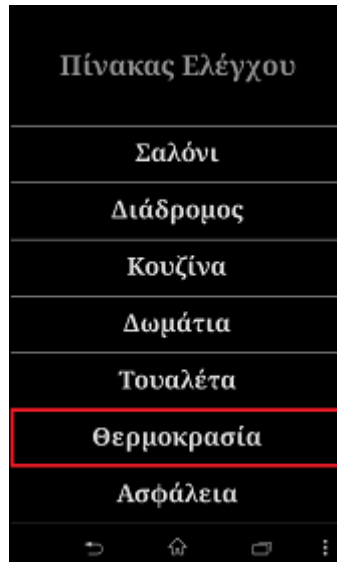 Πίνακας Ελέγχου
Σαλόνι
Διάδρομος
Κουζίνα
Δωμάτια
Τουαλέτα
Θερμοκρασία
Ασφάλεια